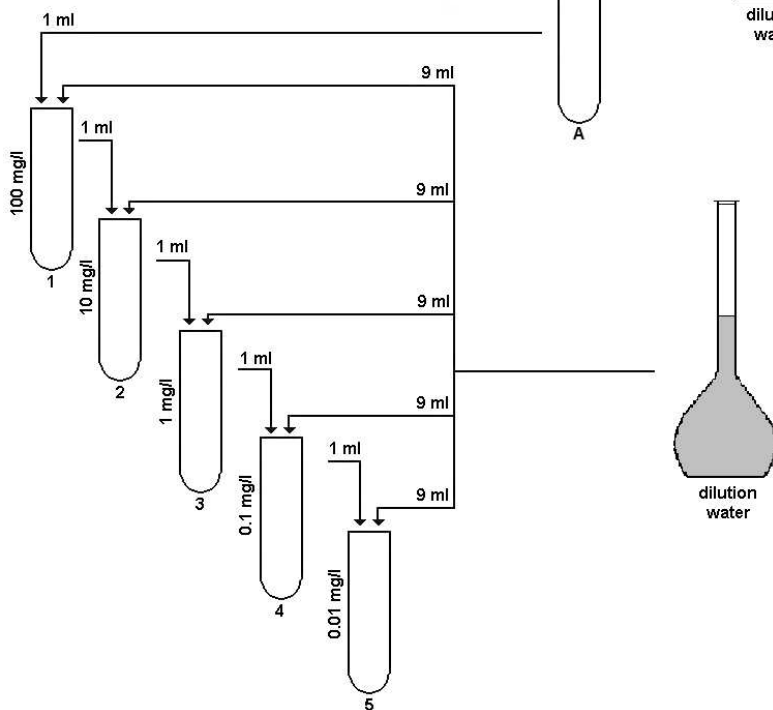 dilu
wa
1 ml
9 ml
A
100 mg/l
1 ml
1
9 ml
10 mg/l
1 ml
2
9 ml
1 mg/l
1 ml
3
9 ml
0.1 mg/l
1 ml
4
9 ml
0.01 mg/l
5
dilution
water